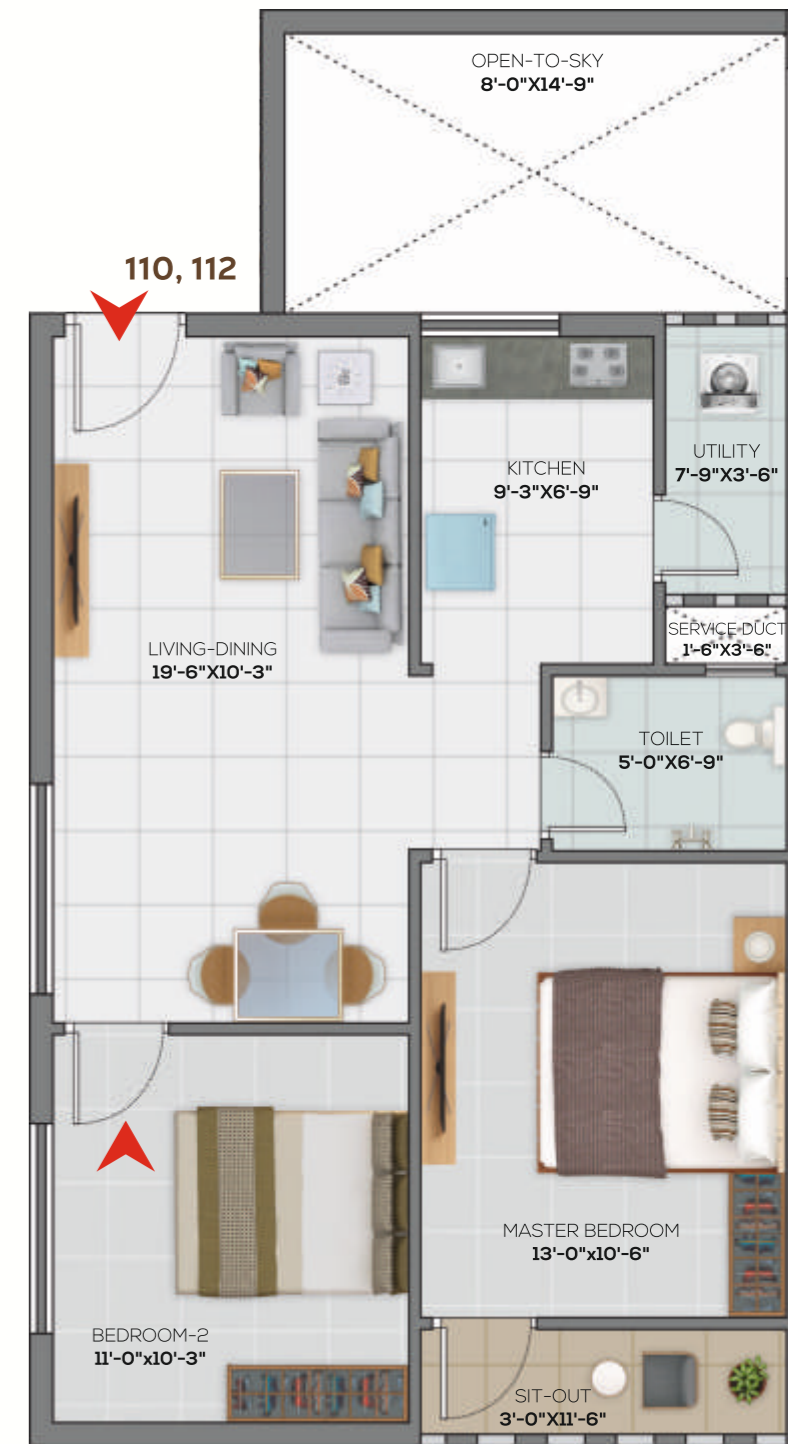 OPEN-TO-SKY
8'-0"X14'-9"
110, 112
KITCHEN
9'-3"X6'-9"
UTILITY
7'-9"X3'-6"
SERVICE DUCT
1'-6"X3'-6"
LIVING-DINING
19'-6"X10'-3"
TOILET
5'-0"X6'-9"
MASTER BEDROOM
13'-0"x10'-6"
BEDROOM-2
11'-0"x10'-3"
SIT-OUT
3'-0"X11'-6"